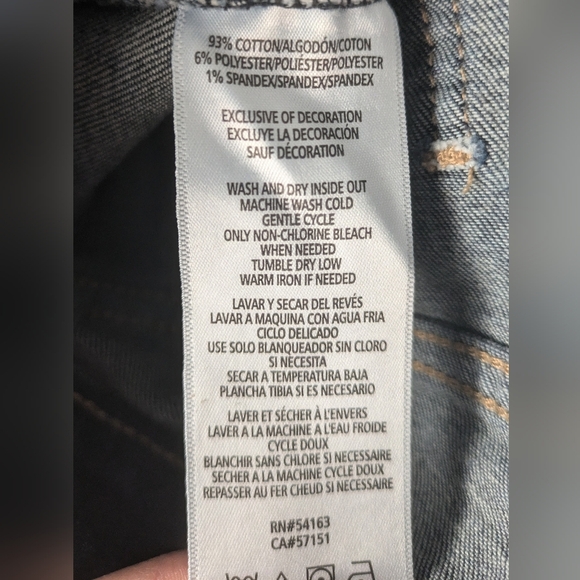 93% COTTON/ALGODÓN/COTON
6% POLYESTER/POLIÉSTER/POLYESTER
1% SPANDEX/SPANDEX/SPANDEX
EXCLUSIVE OF DECORATION
EXCLUYE LA DECORACIÓN
SAUF DÉCORATION
WASH AND DRY INSIDE OUT
MACHINE WASH COLD
GENTLE CYCLE
ONLY NON-CHLORINE BLEACH
WHEN NEEDED
TUMBLE DRY LOW
WARM IRON IF NEEDED
LAVAR Y SECAR DEL REVÉS
LAVAR A MAQUINA CON AGUA FRIA
CICLO DELICADO
USE SOLO BLANQUEADOR SIN CLORO
SI NECESITA
SECAR A TEMPERATURA BAJA
PLANCHA TIBIA SI ES NECESARIO
LAVER ET SÉCHER À L'ENVERS
LAVER A LA MACHINE A L'EAU FROIDE
CYCLE DOUX
BLANCHIR SANS CHLORE SI NÉCESSAIRE
SECHER A LA MACHINE CYCLE DOUX
REPASSER AU FER CHEUD SI NECESSAIRE
RN#54163
CA#57151